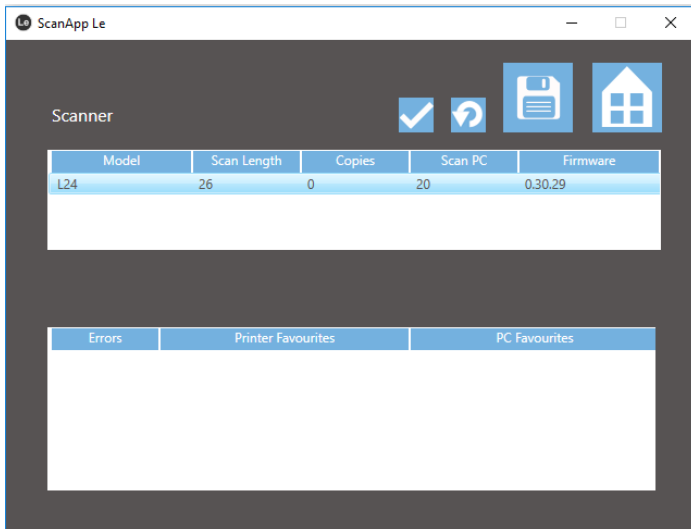 Le ScanApp Le
Scanner
Model Scan Length Copies Scan PC Firmware
L24 26 0 20 0.30.29
Errors Printer Favourites PC Favourites